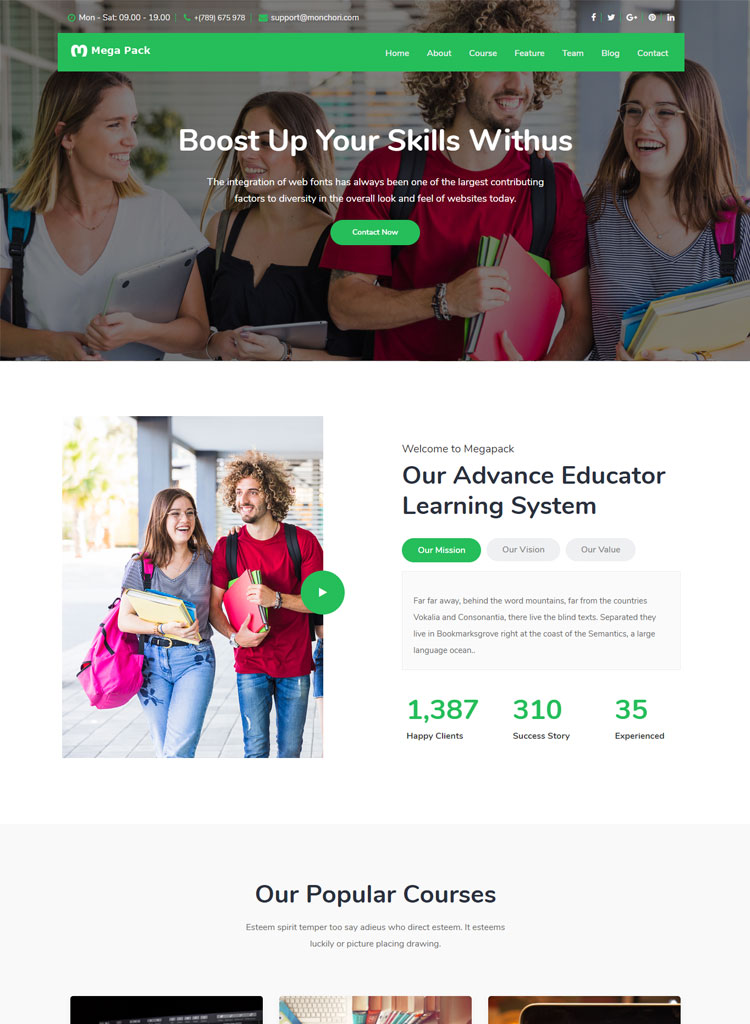 Mon - Sat: 09.00 - 19.00
+(789) 675 978
support@monchori.com
Mega Pack
Home About Course Feature Team Blog Contact
Boost Up Your Skills Withus
The integration of web fonts has always been one of the largest contributing
factors to diversity in the overall look and feel of websites today.
Contact Now
Welcome to Megapack
Our Advance Educator
Learning System
Our Mission Our Vision Our Value
Far far away, behind the word mountains, far from the countries
Vokalia and Consonantia, there live the blind texts. Separated they
live in Bookmarksgrove right at the coast of the Semantics, a large
language ocean..
1,387 310 35
Happy Clients Success Story Experienced
Our Popular Courses
Esteem spirit temper too say adieus who direct esteem. It esteems
luckily or picture placing drawing.